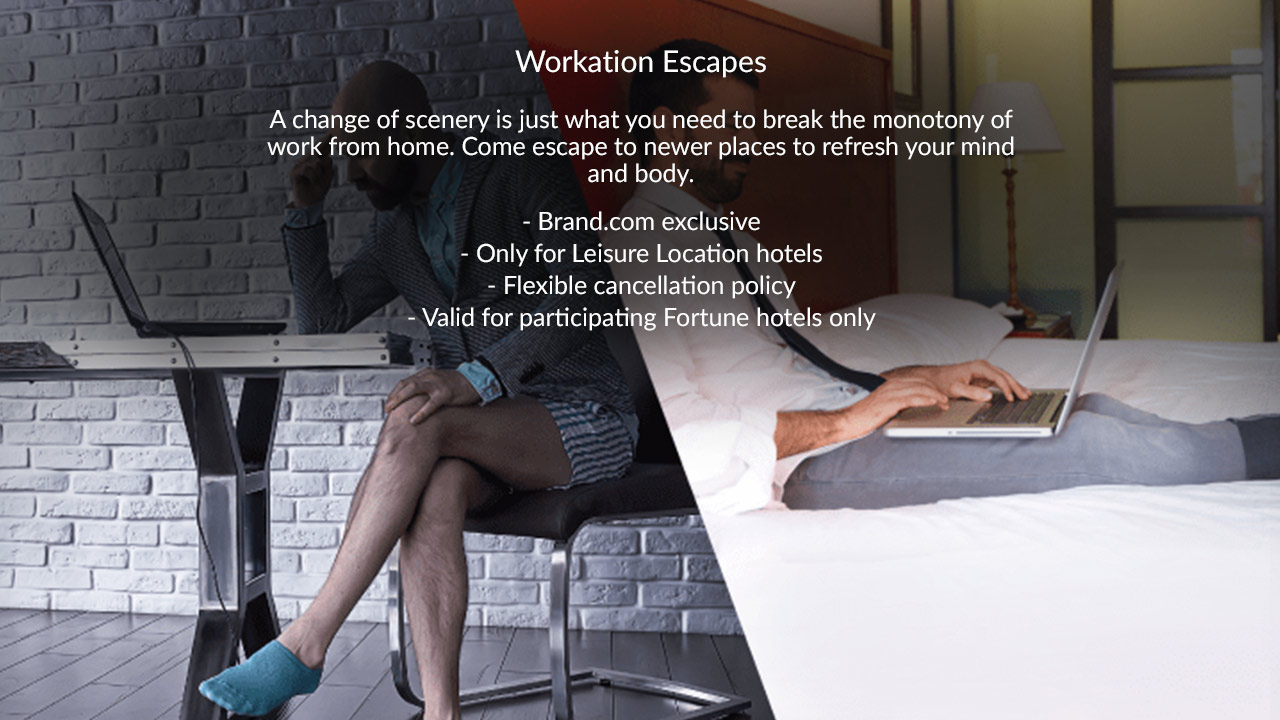 Workation Escapes
A change of scenery is just what you need to break the monotony of
work from home. Come escape to newer places to refresh your mind
and body.
- Brand.com exclusive
- Only for Leisure Location hotels
- Flexible cancellation policy
- Valid for participating Fortune hotels only